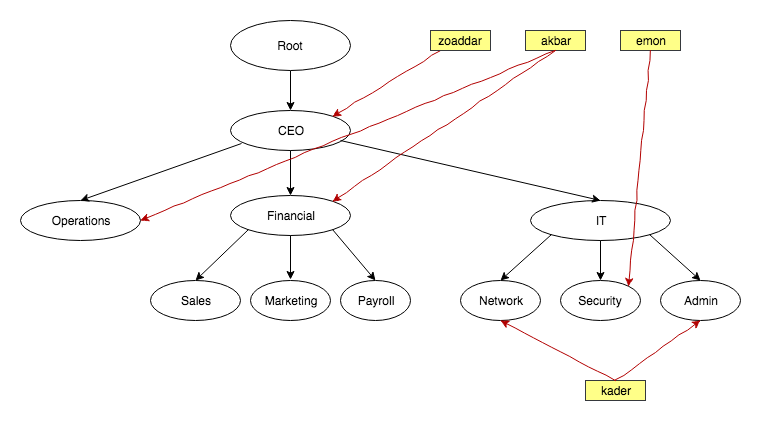 Root
zoaddar
akbar
emon
CEO
Operations
Financial
IT
Sales
Marketing
Payroll
Network
Security
Admin
kader